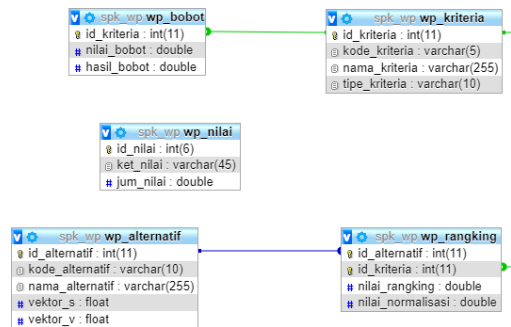 spk_wp wp_bobot
id_kriteria : int(11)
nilai_bobot : double
hasil_bobot : double
spk_wp wp_kriteria
id_kriteria : int(11)
kode_kriteria : varchar(5)
nama_kriteria : varchar(255)
tipe_kriteria : varchar(10)
spk_wp wp_nilai
id_nilai : int(6)
ket_nilai : varchar(45)
jum_nilai : double
spk_wp wp_alternatif
id_alternatif : int(11)
kode_alternatif : varchar(10)
nama_alternatif : varchar(255)
vektor_s : float
vektor_v : float
spk_wp wp_rangking
id_alternatif : int(11)
id_kriteria : int(11)
nilai_rangking : double
nilai_normalisasi : double